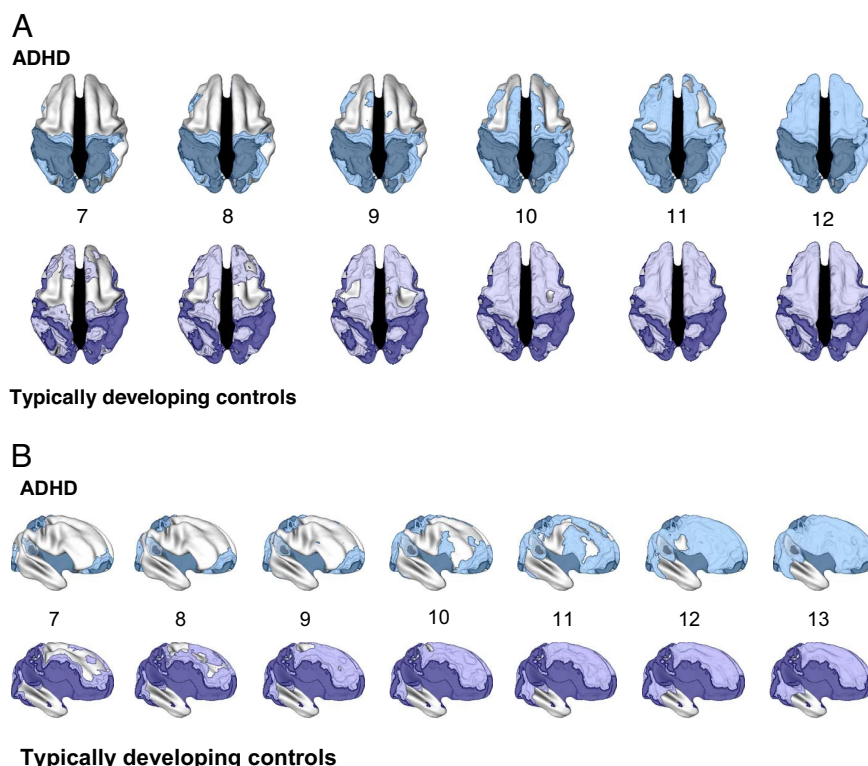 A
ADHD
7 8 9 10 11 12
Typically developing controls
B
ADHD
7 8 9 10 11 12 13
Typically developing controls